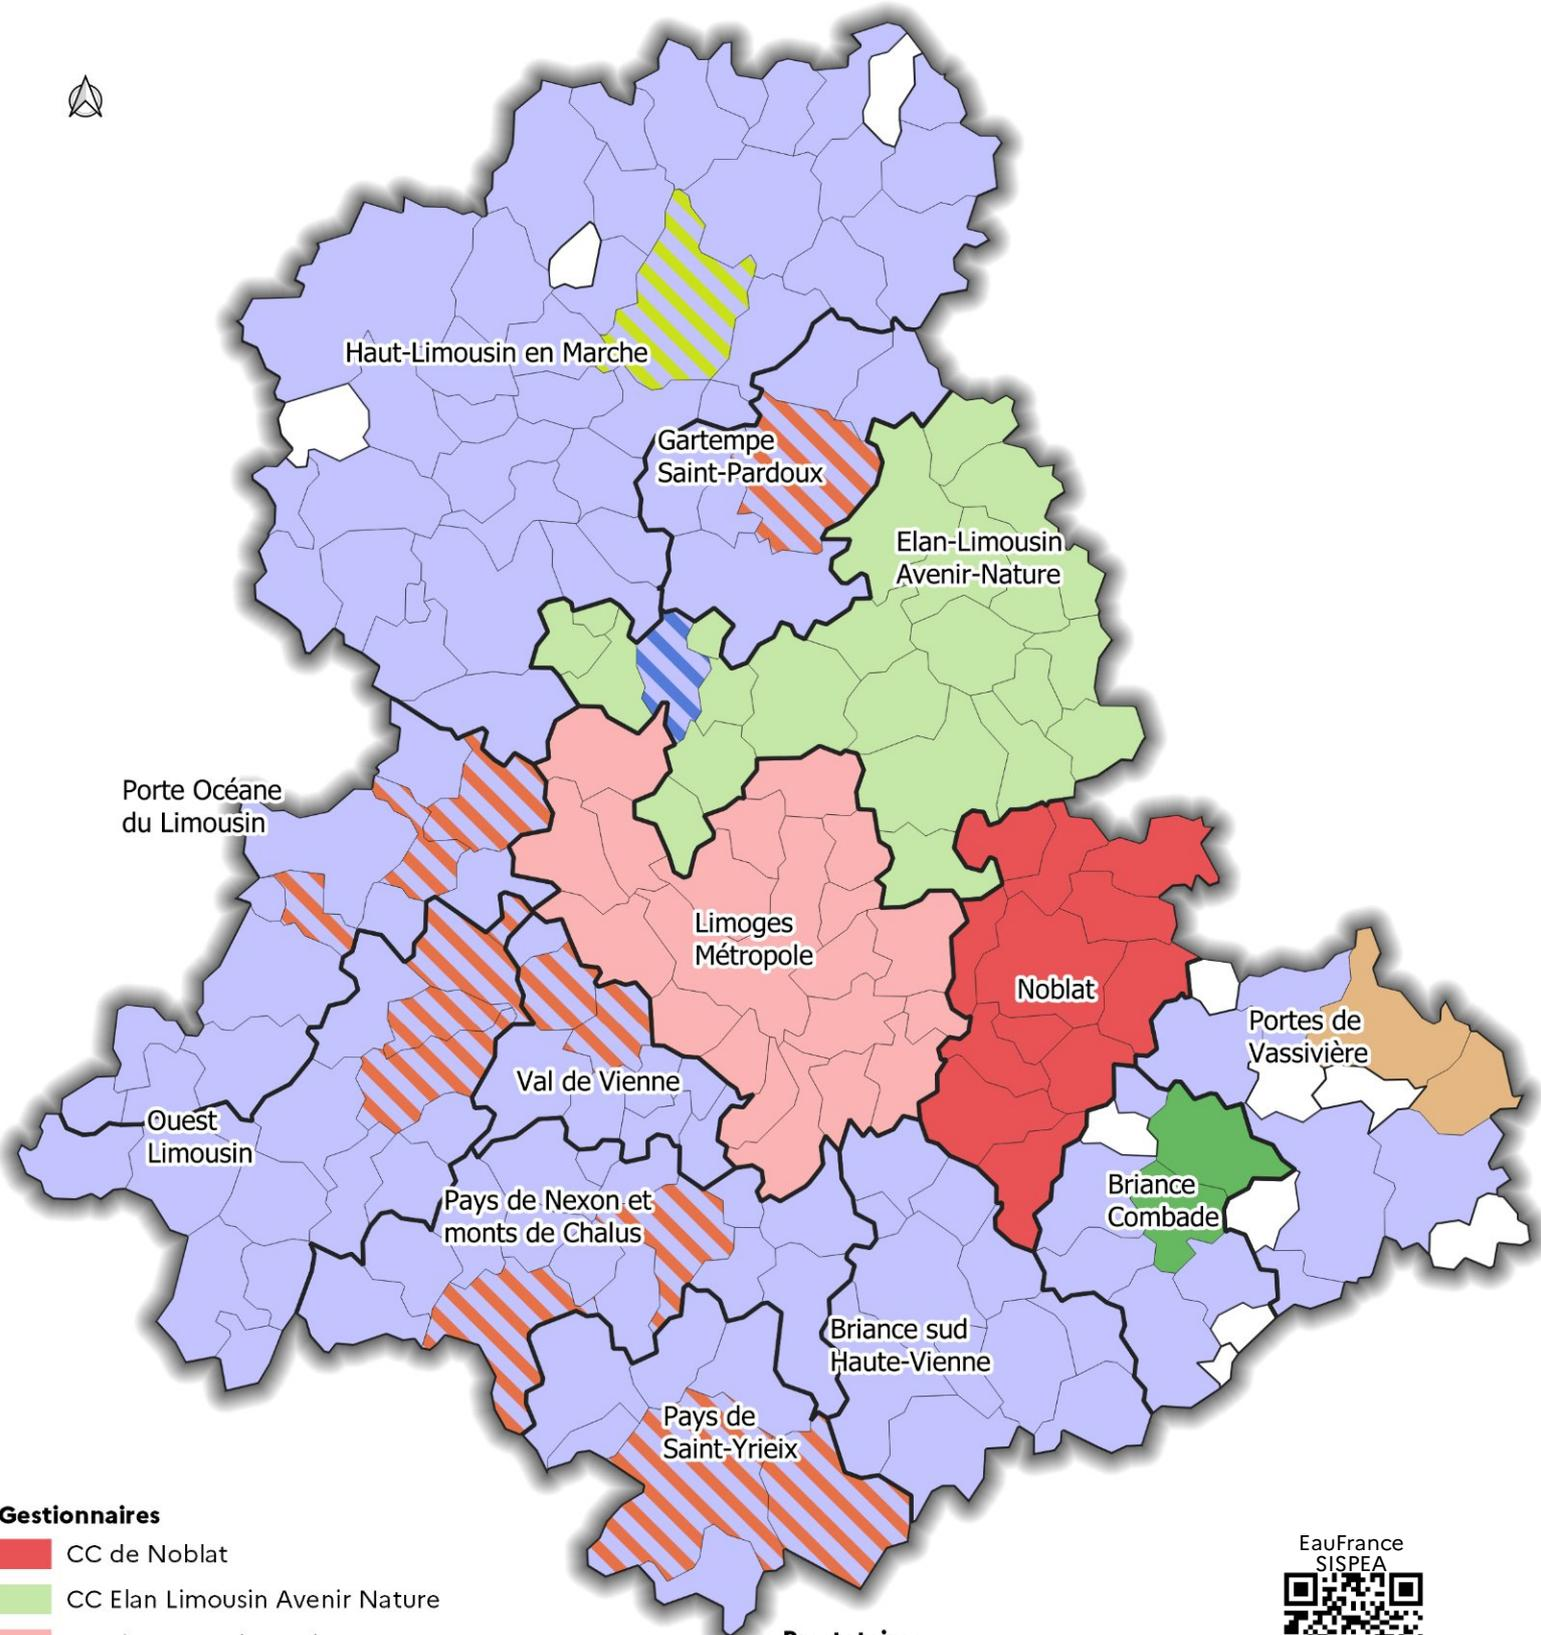 Haut-Limousin en Marche
Gartempe
Saint-Pardoux
Elan-Limousin
Avenir-Nature
Porte Océane
du Limousin
Limoges
Métropole
Noblat
Portes de
Vassivière
Val de Vienne
Ouest
Limousin
Briance
Combade
Pays de Nexon et
monts de Chalus
Briance sud
Haute-Vienne
Pays de
Saint-Yrieix
Gestionnaires
CC de Noblat
CC Elan Limousin Avenir Nature
EauFrance
SISPEA